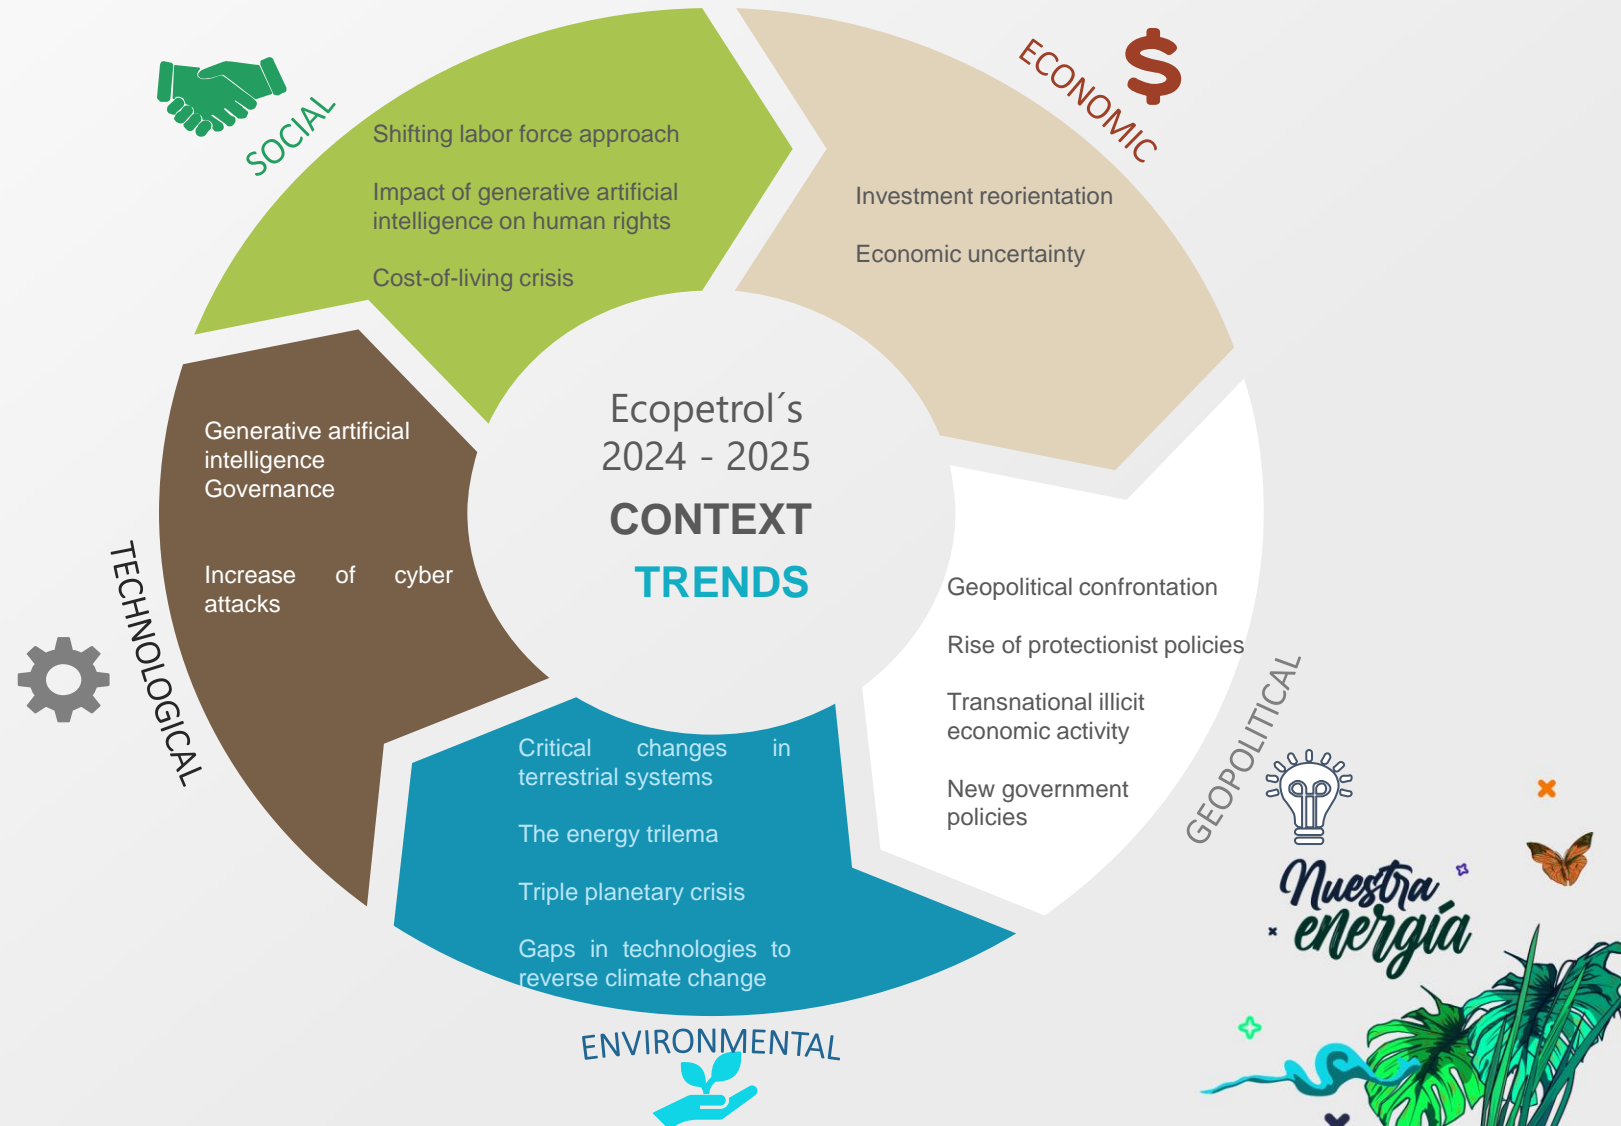 SOCIAL
Shifting labor force approach
Impact of generative artificial
intelligence on human rights
Cost-of-living crisis
ECONOMIC
Investment reorientation
Economic uncertainty
Ecopetrol´s
2024 - 2025
CONTEXT
TRENDS
TECHNOLOGICAL
Generative artificial
intelligence
Governance
Increase of cyber
attacks
GEOPOLITICAL
Geopolitical confrontation
Rise of protectionist policies
Transnational illicit
economic activity
New government
policies
Critical changes in
terrestrial systems
The energy trilema
Triple planetary crisis
Gaps in technologies to
reverse climate change
ENVIRONMENTAL
Nuestra
energía